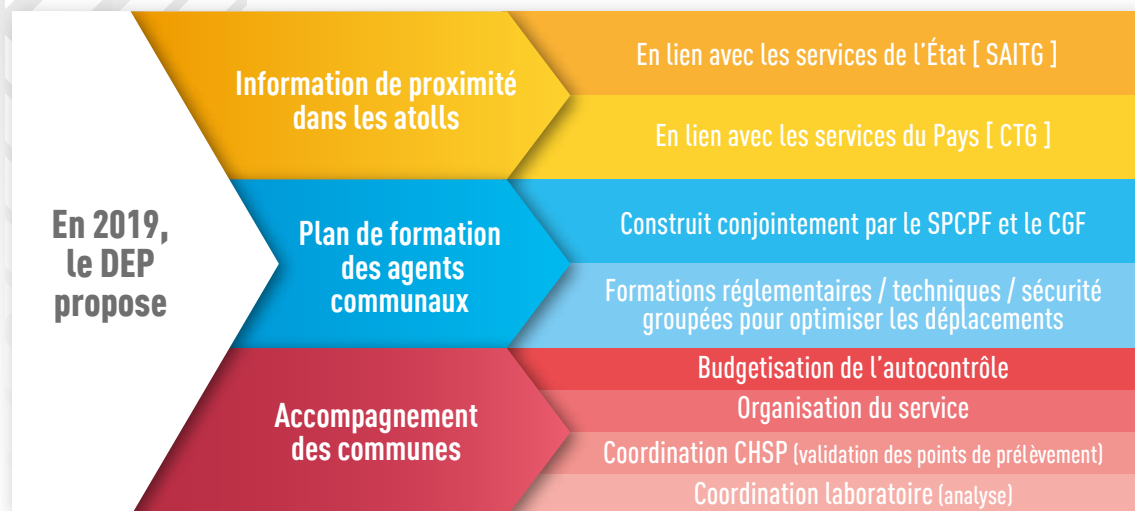 En 2019,
le DEP
propose
Information de proximité
dans les atolls
En lien avec les services de l'État [ SAITG ]
En lien avec les services du Pays [ CTG ]
Plan de formation
des agents
communaux
Construit conjointement par le SPCPF et le CGF
Formations réglementaires / techniques / sécurité
groupées pour optimiser les déplacements
Accompagnement
des communes
Budgetisation de l'autocontrôle
Organisation du service
Coordination CHSP (validation des points de prélèvement)
Coordination laboratoire (analyse)